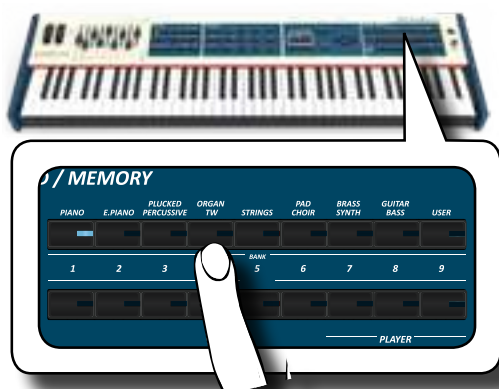 / MEMORY
PIANO E.PIANO PLUCKED PERCUSSIVE ORGAN TW STRINGS PAD CHOIR BRASS SYNTH GUITAR BASS USER
BANK
1 2 3 5 6 7 8 9
PLAYER